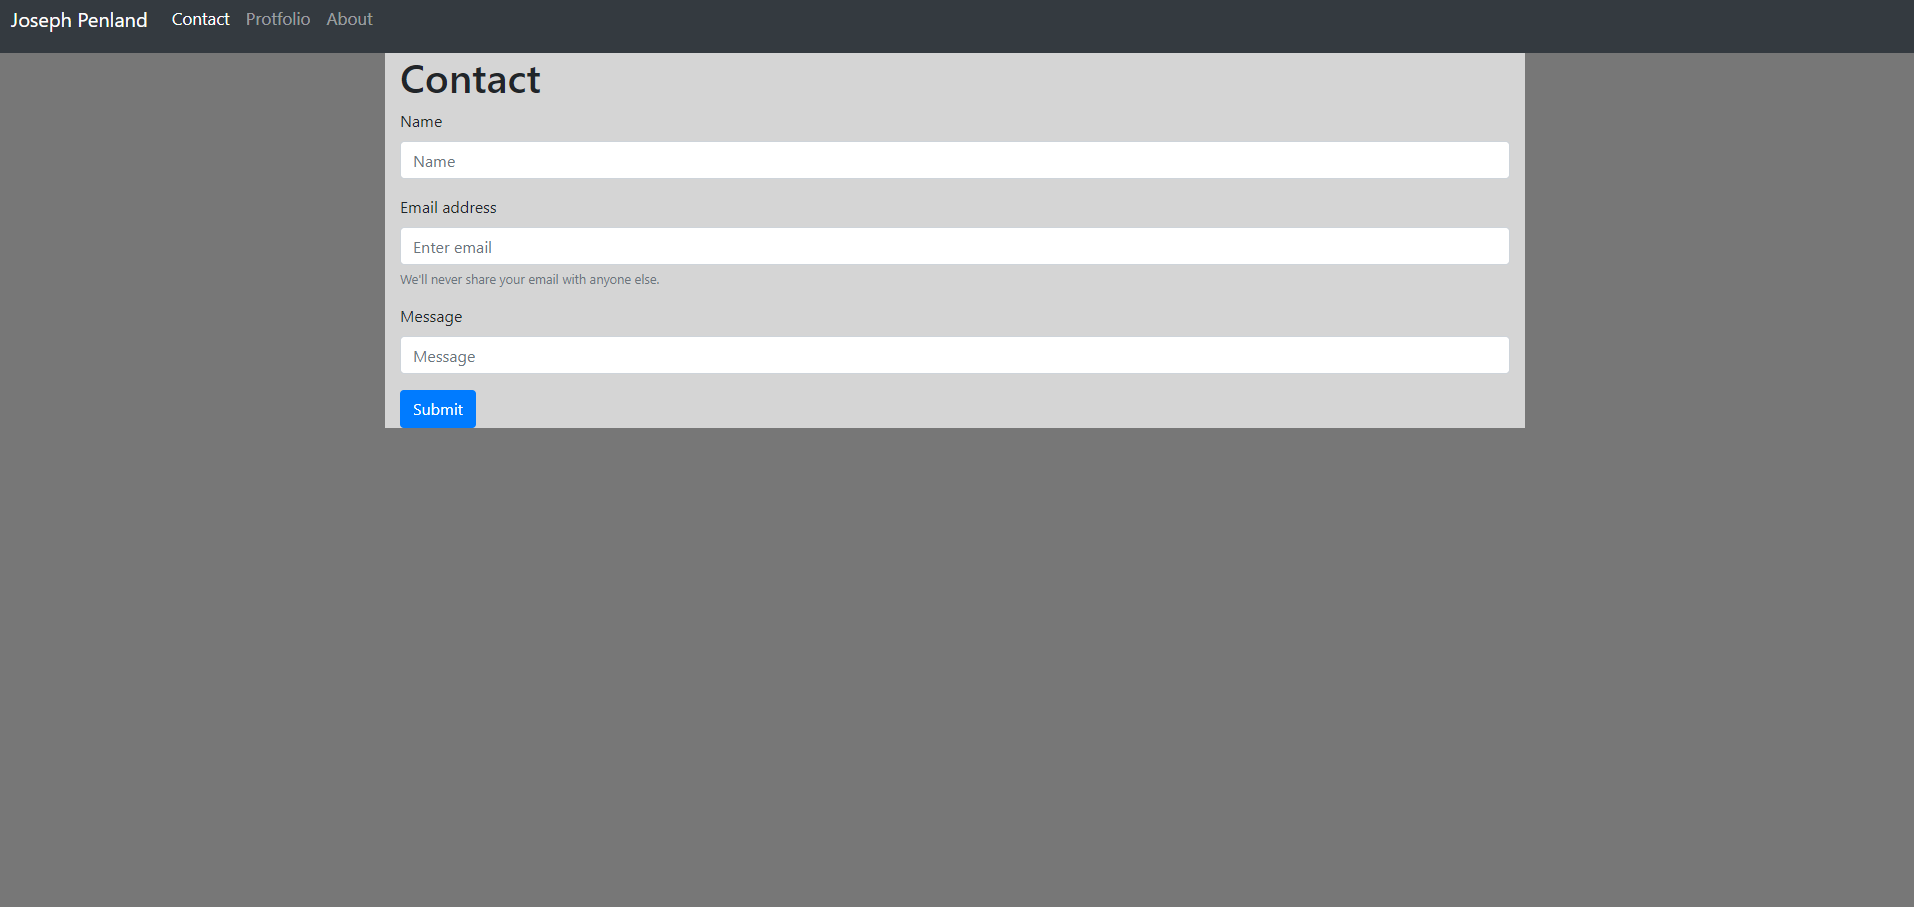 Joseph Penland Contact Protfolio About
Contact
Name
Name
Email address
Enter email
We'll never share your email with anyone else.
Message
Message
Submit